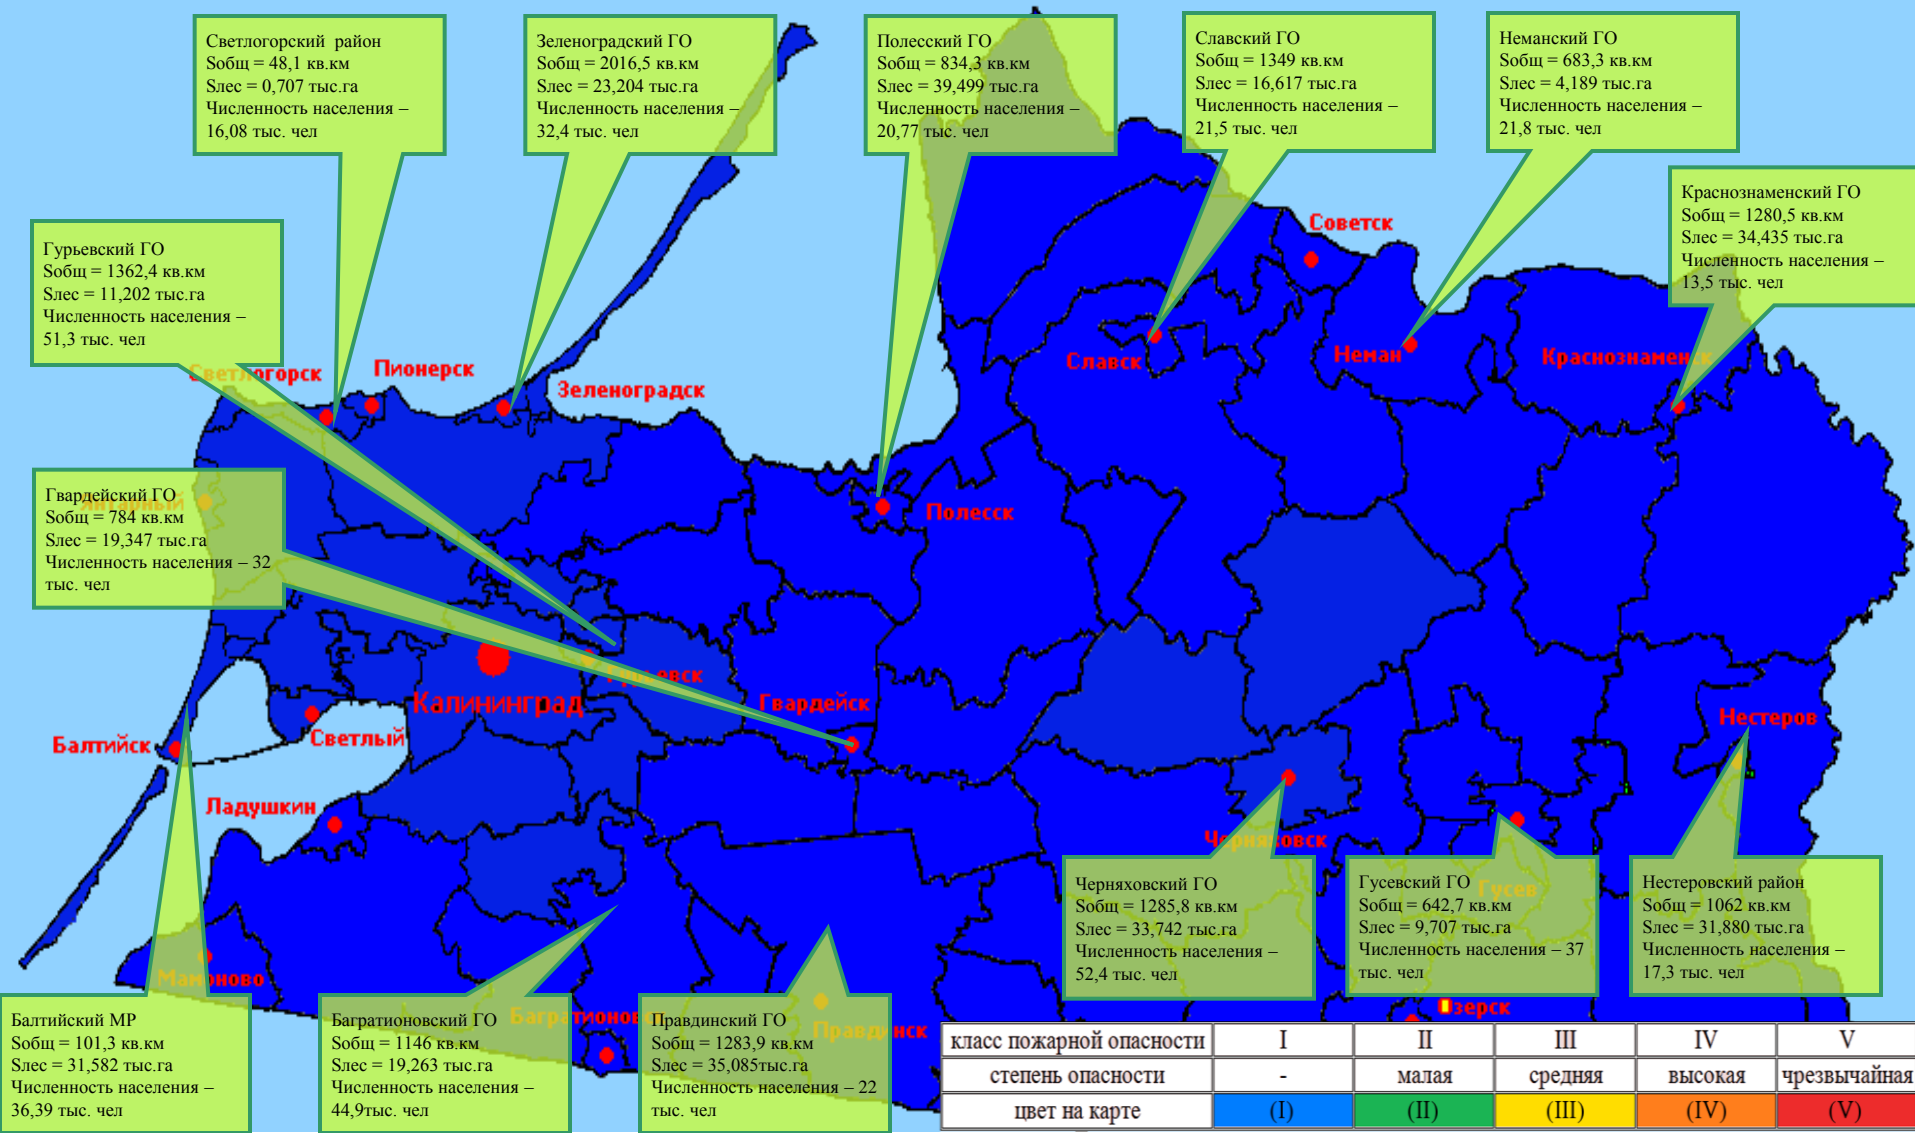 Светлогорский район
Sобщ = 48,1 кв.км
Sлес = 0,707 тыс.га
Численность населения –
16,08 тыс. чел
Зеленоградский ГО
Sобщ = 2016,5 кв.км
Sлес = 23,204 тыс.га
Численность населения –
32,4 тыс. чел
Полесский ГО
Sобщ = 834,3 кв.км
Sлес = 39,499 тыс.га
Численность населения –
20,77 тыс. чел
Славский ГО
Sобщ = 1349 кв.км
Sлес = 16,617 тыс.га
Численность населения –
21,5 тыс. чел
Неманский ГО
Sобщ = 683,3 кв.км
Sлес = 4,189 тыс.га
Численность населения –
21,8 тыс. чел
Краснознаменский ГО
Sобщ = 1280,5 кв.км
Sлес = 34,435 тыс.га
Численность населения –
13,5 тыс. чел
Гурьевский ГО
Sобщ = 1362,4 кв.км
Sлес = 11,202 тыс.га
Численность населения –
51,3 тыс. чел
Советск
Славск
Неман
Краснознаменск
Светлогорск
Пионерск
Зеленоградск
Гвардейский ГО
Sобщ = 784 кв.км
Sлес = 19,347 тыс.га
Численность населения – 32
тыс. чел
Янтарный
Полесск
Гурьевск
Калининград
Гвардейск
Нестеров
Балтийск
Светлый
Ладушкин
Черняховск
Черняховский ГО
Sобщ = 1285,8 кв.км
Sлес = 33,742 тыс.га
Численность населения –
52,4 тыс. чел
Гусевский ГО
Sобщ = 642,7 кв.км
Sлес = 9,707 тыс.га
Численность населения – 37
тыс. чел
Гусев
Нестеровский район
Sобщ = 1062 кв.км
Sлес = 31,880 тыс.га
Численность населения –
17,3 тыс. чел
Мамоново
Багратионовск
Правдинск
Озерск
Балтийский МР
Sобщ = 101,3 кв.км
Sлес = 31,582 тыс.га
Численность населения –
36,39 тыс. чел
Багратионовский ГО
Sобщ = 1146 кв.км
Sлес = 19,263 тыс.га
Численность населения –
44,9тыс. чел
Правдинский ГО
Sобщ = 1283,9 кв.км
Sлес = 35,085тыс.га
Численность населения – 22
тыс. чел
класс пожарной опасности I II III IV V
степень опасности - малая средняя высокая чрезвычайная
цвет на карте (I) (II) (III) (IV) (V)